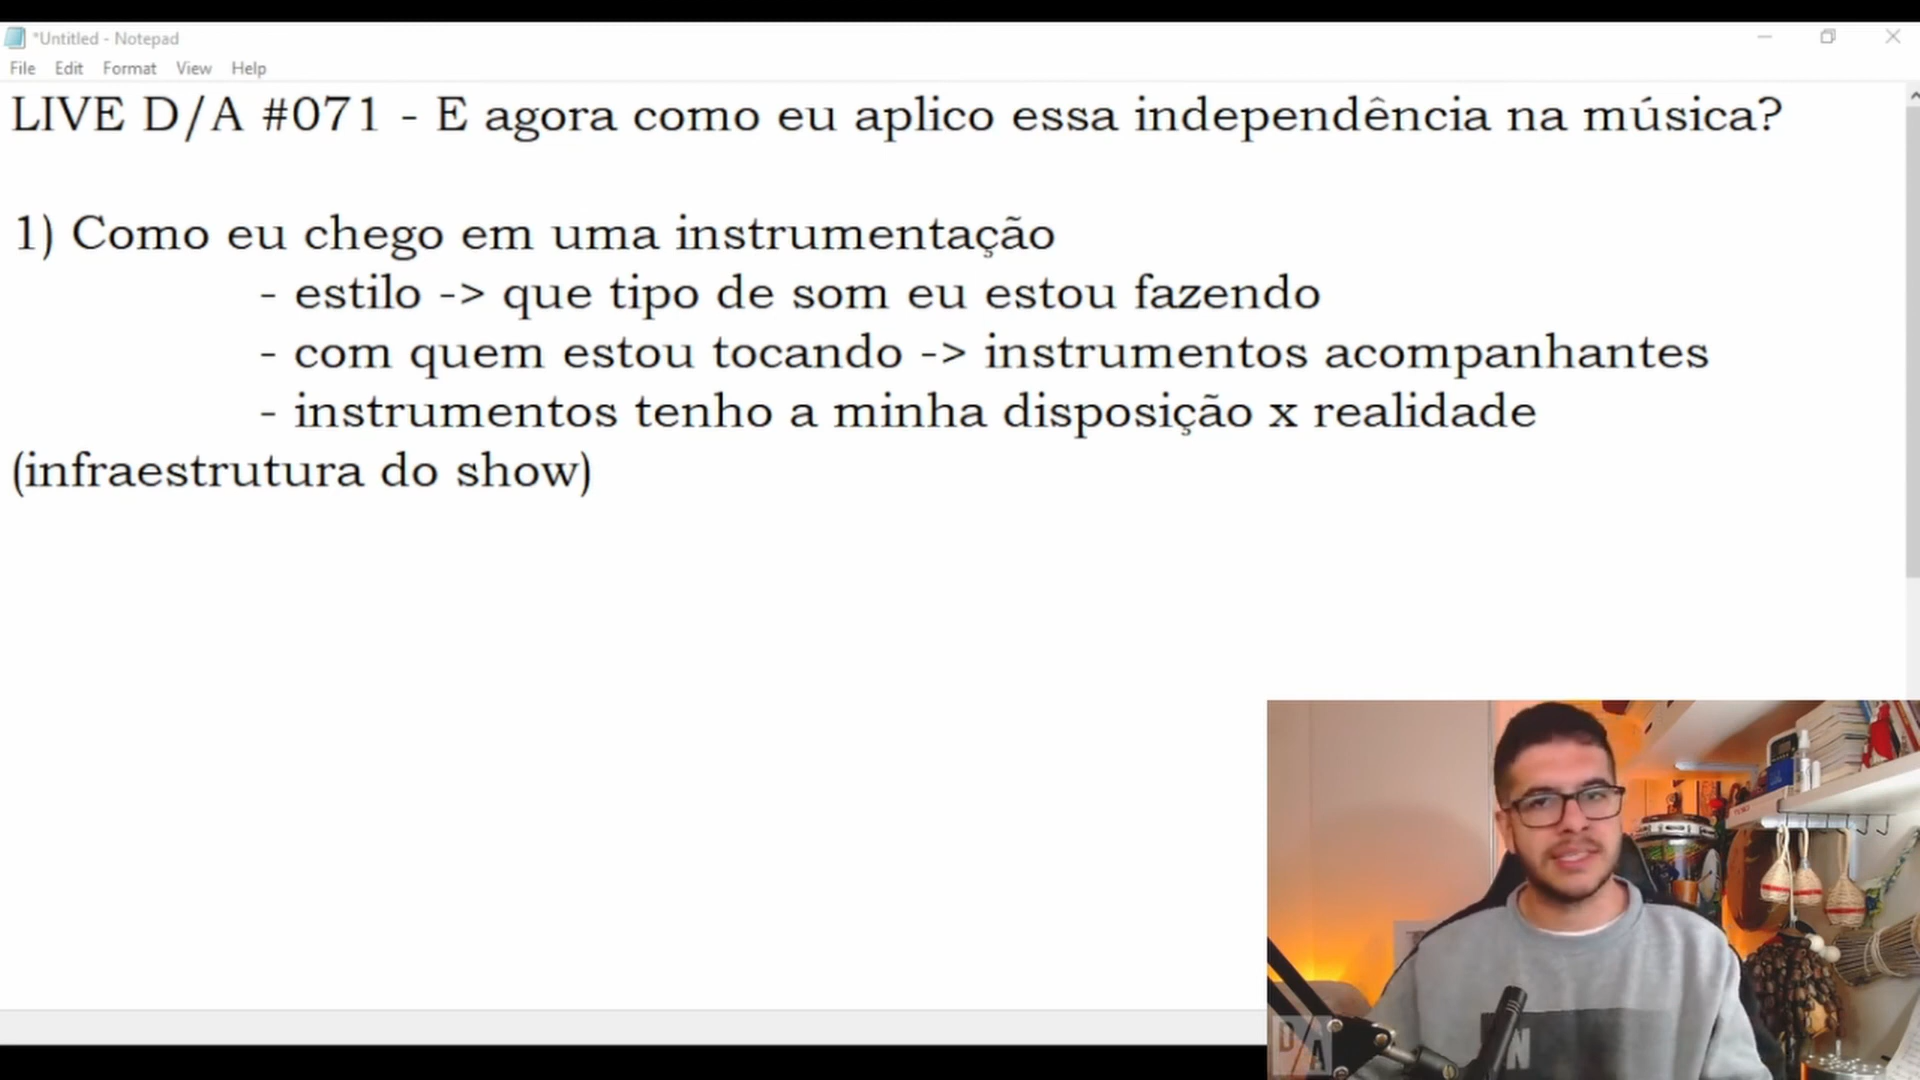 *Untitled - Notepad
File Edit Format View Help
LIVE D/A #071 - E agora como eu aplico essa independência na música?
1) Como eu chego em uma instrumentação
- estilo -> que tipo de som eu estou fazendo
- com quem estou tocando -> instrumentos acompanhantes
- instrumentos tenho a minha disposição x realidade
(infraestrutura do show)
D/A
N